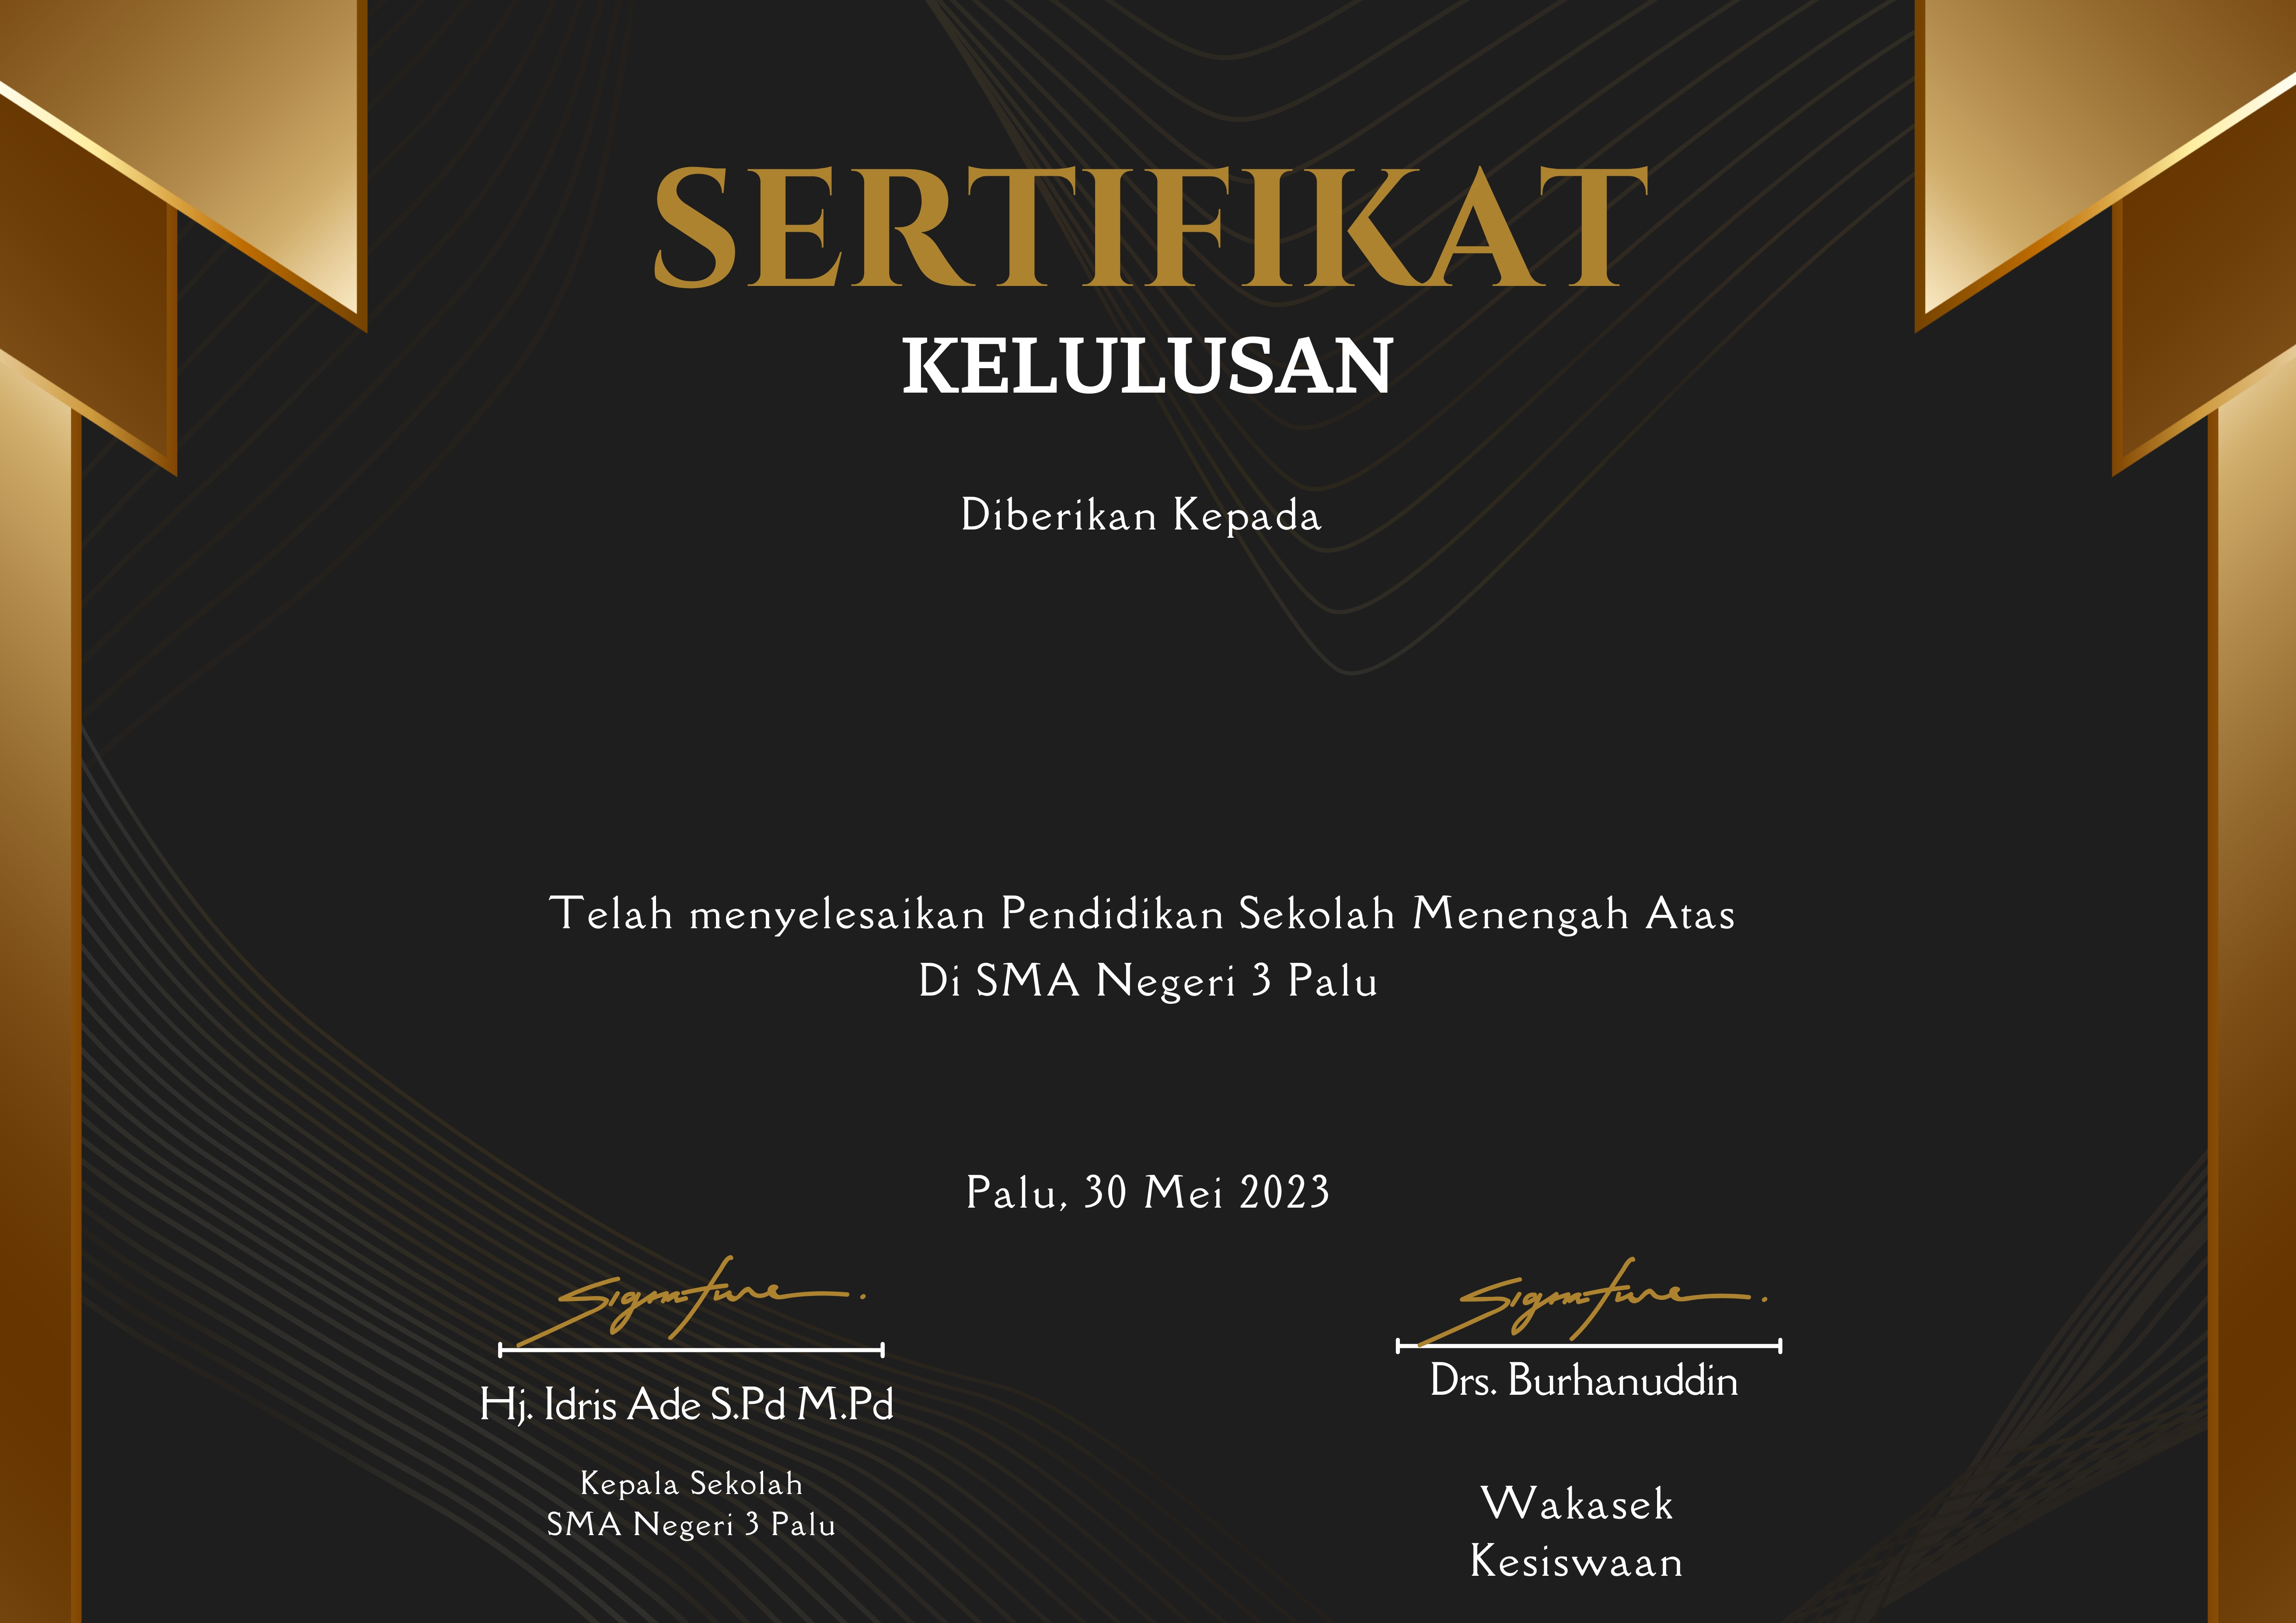 SERTIFIKAT
KELULUSAN
Diberikan Kepada
Telah menyelesaikan Pendidikan Sekolah Menengah Atas
Di SMA Negeri 3 Palu
Palu, 30 Mei 2023
Signature
Signature
Hj. Idris Ade S.Pd M.Pd
Drs. Burhanuddin
Kepala Sekolah
SMA Negeri 3 Palu
Wakasek
Kesiswaan